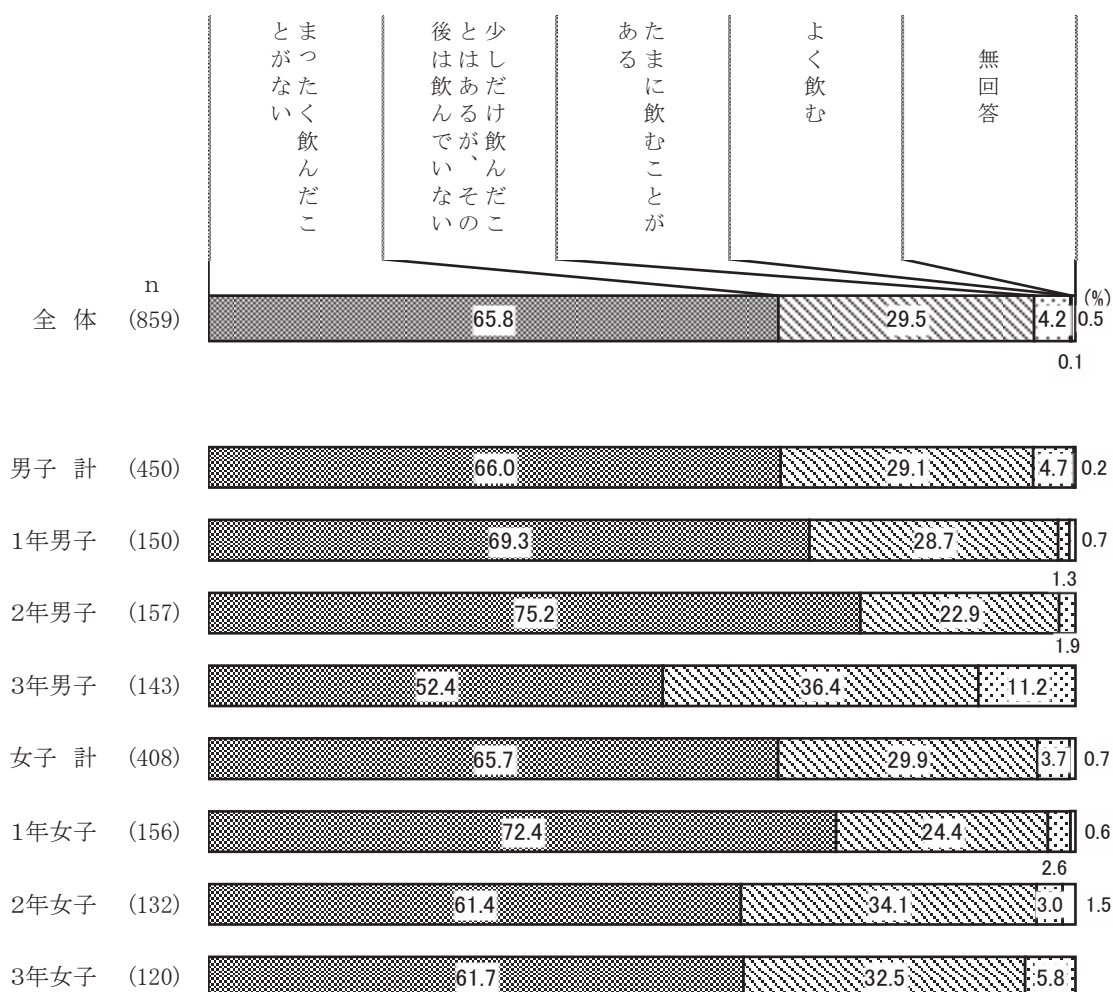 まったく飲んだこ
とがない
少しだけ飲んだこ
とはあるが、その
後は飲んでいない
たまに飲むことが
ある
よく飲む
無回答
n
(%)
全 体 (859) 65.8 29.5 4.2 0.5
0.1
男子 計 (450) 66.0 29.1 4.7 0.2
1年男子 (150) 69.3 28.7 0.7
1.3
2年男子 (157) 75.2 22.9
1.9
3年男子 (143) 52.4 36.4 11.2
女子 計 (408) 65.7 29.9 3.7 0.7
1年女子 (156) 72.4 24.4 0.6
2.6
2年女子 (132) 61.4 34.1 3.0 1.5
3年女子 (120) 61.7 32.5 5.8